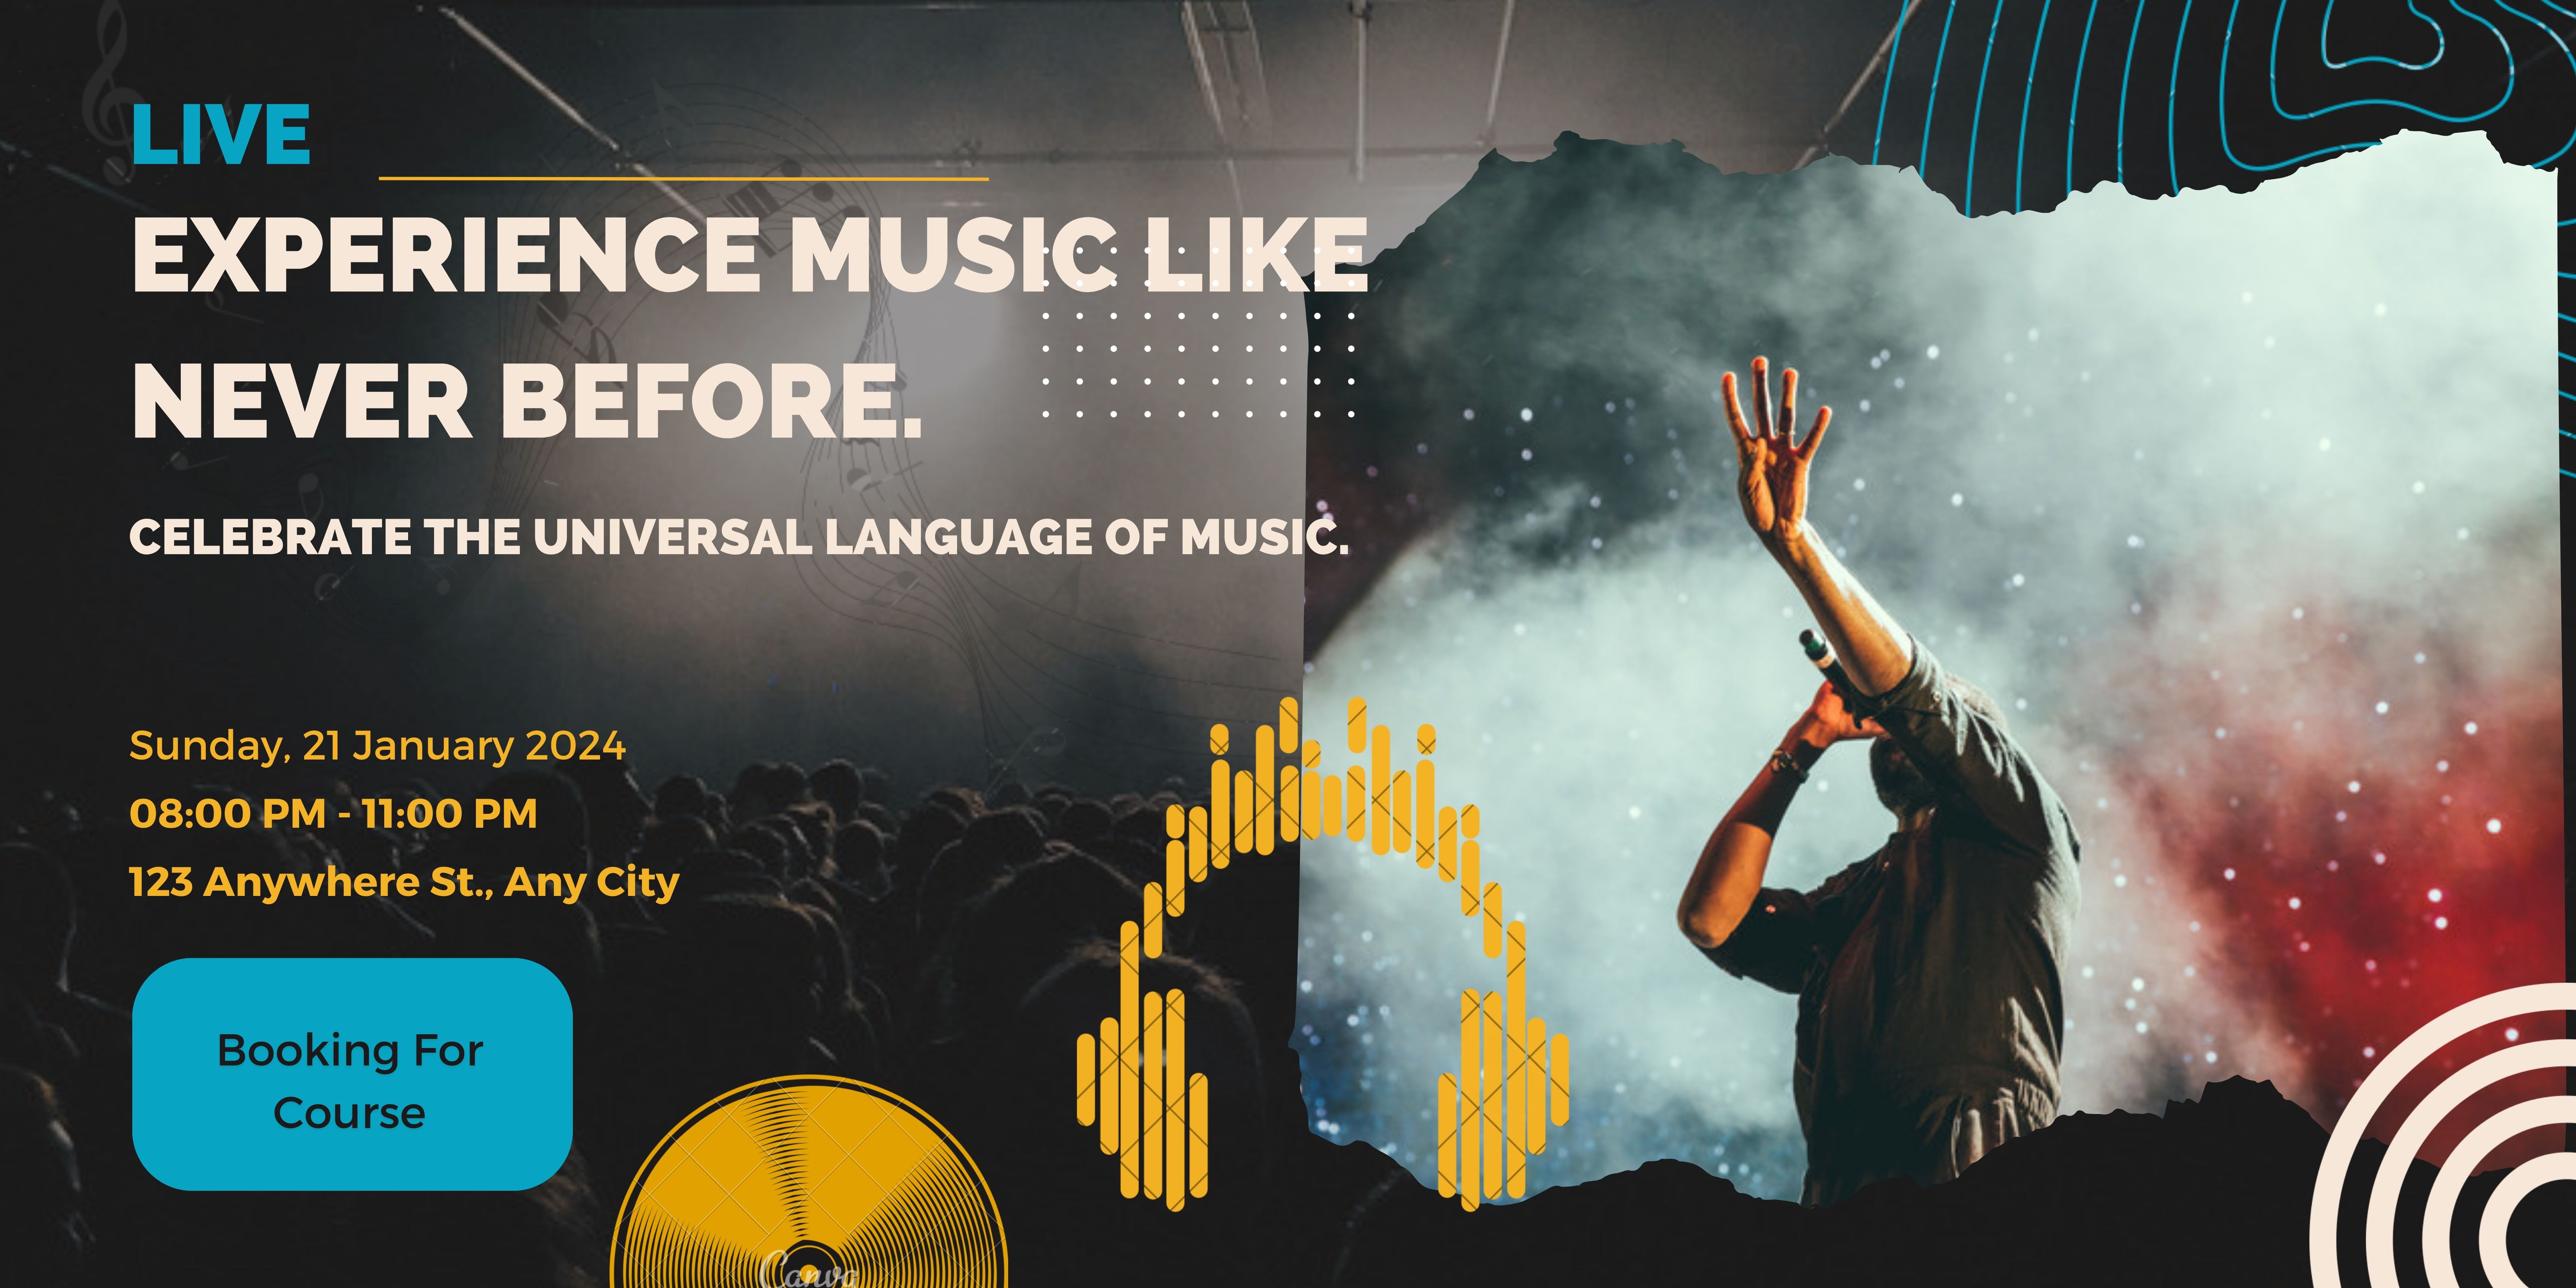 LIVE
EXPERIENCE MUSIC LIKE
NEVER BEFORE.
CELEBRATE THE UNIVERSAL LANGUAGE OF MUSIC.
Sunday, 21 January 2024
08:00 PM - 11:00 PM
123 Anywhere St., Any City
Booking For
Course
Canva